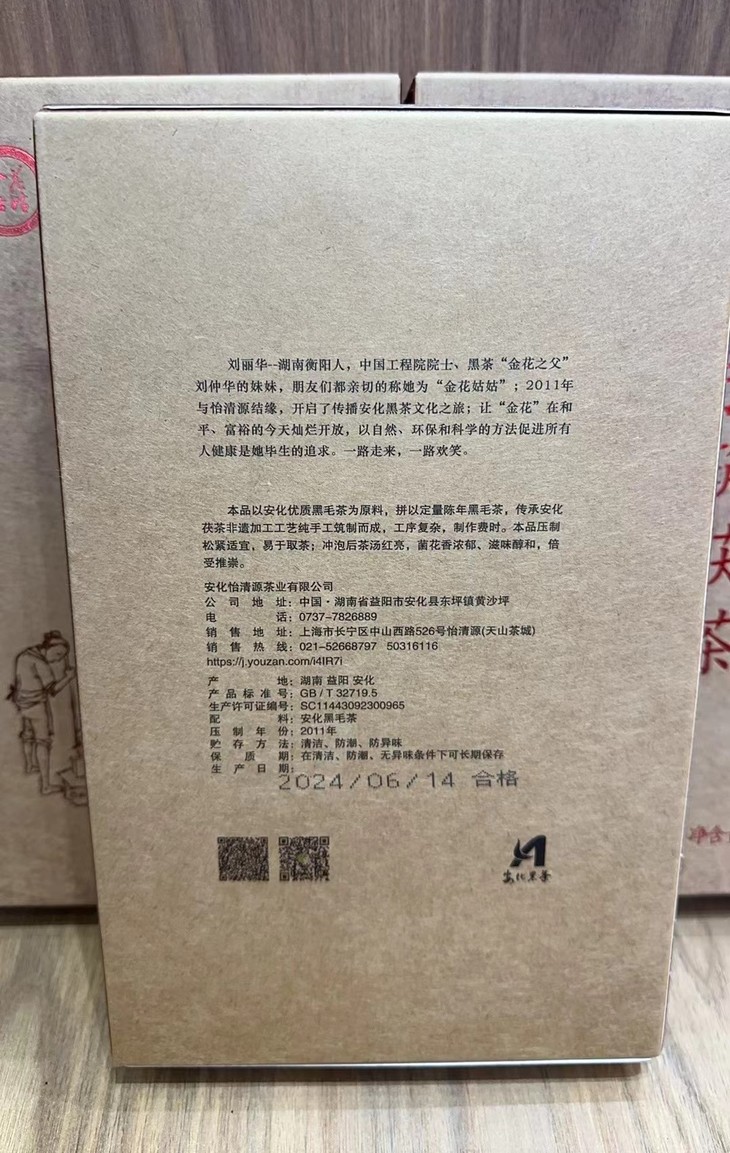 刘丽华--湖南衡阳人，中国工程院院士、黑茶“金花之父”
刘仲华的妹妹，朋友们都亲切的称她为“金花姑姑”；2011年
与怡清源结缘，开启了传播安化黑茶文化之旅；让“金花”在和
平、富裕的今天灿烂开放，以自然、环保和科学的方法促进所有
人健康是她毕生的追求。一路走来，一路欢笑。
本品以安化优质黑毛茶为原料，拼以定量陈年黑毛茶，传承安化
茯茶非遗加工工艺纯手工筑制而成，工序复杂，制作费时。本品压制
松紧适宜，易于取茶；冲泡后茶汤红亮，菌花香浓郁、滋味醇和，倍
受推崇。
安化怡清源茶业有限公司
公司地址：中国·湖南省益阳市安化县东坪镇黄沙坪
电话：0737-7826889
销售地址：上海市长宁区中山西路526号怡清源(天山茶城)
销售热线：021-52668797 50316116
https://j.youzan.com/i4IR7i
产地：湖南 益阳 安化
产品标准号：GB/T 32719.5
生产许可证编号：SC11443092300965
配料：安化黑毛茶
压制年份：2011年
贮存方法：清洁、防潮、防异味
保质期：在清洁、防潮、无异味条件下可长期保存
生产日期：
2024/06/14 合格
安化黑茶
茶
净含